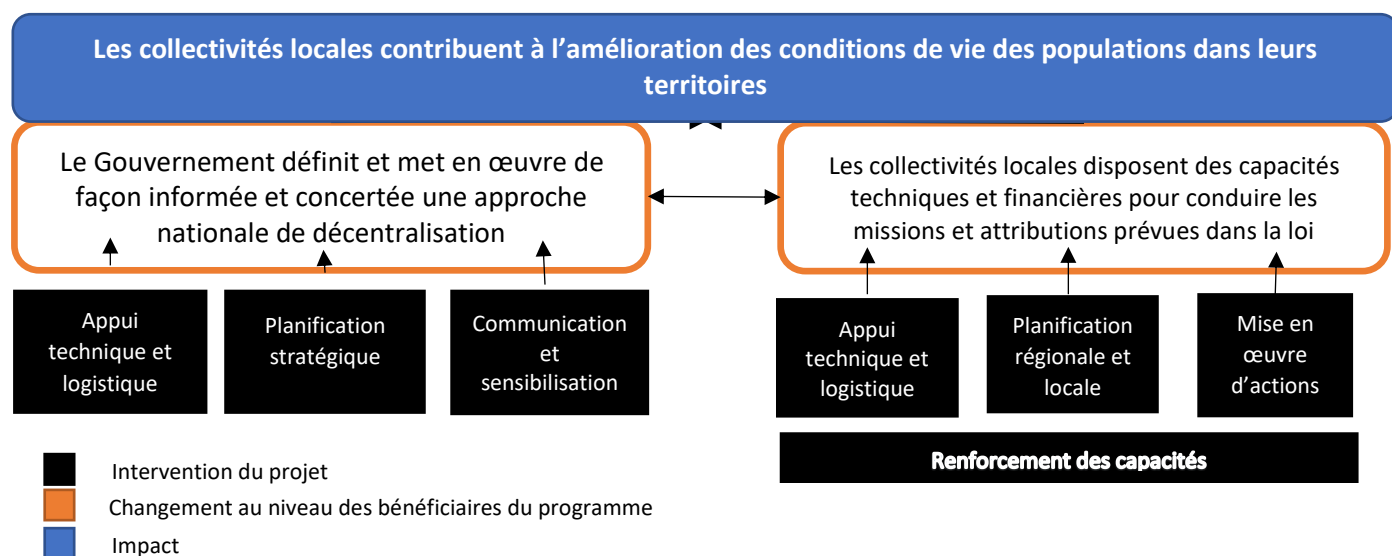 Les collectivités locales contribuent à l’amélioration des conditions de vie des populations dans leurs
territoires
Le Gouvernement définit et met en œuvre de
façon informée et concertée une approche
nationale de décentralisation
Les collectivités locales disposent des capacités
techniques et financières pour conduire les
missions et attributions prévues dans la loi
Appui
technique et
logistique
Planification
stratégique
Communication
et
sensibilisation
Appui
technique et
logistique
Planification
régionale et
locale
Mise en
œuvre
d’actions
Renforcement des capacités
Intervention du projet
Changement au niveau des bénéficiaires du programme
Impact